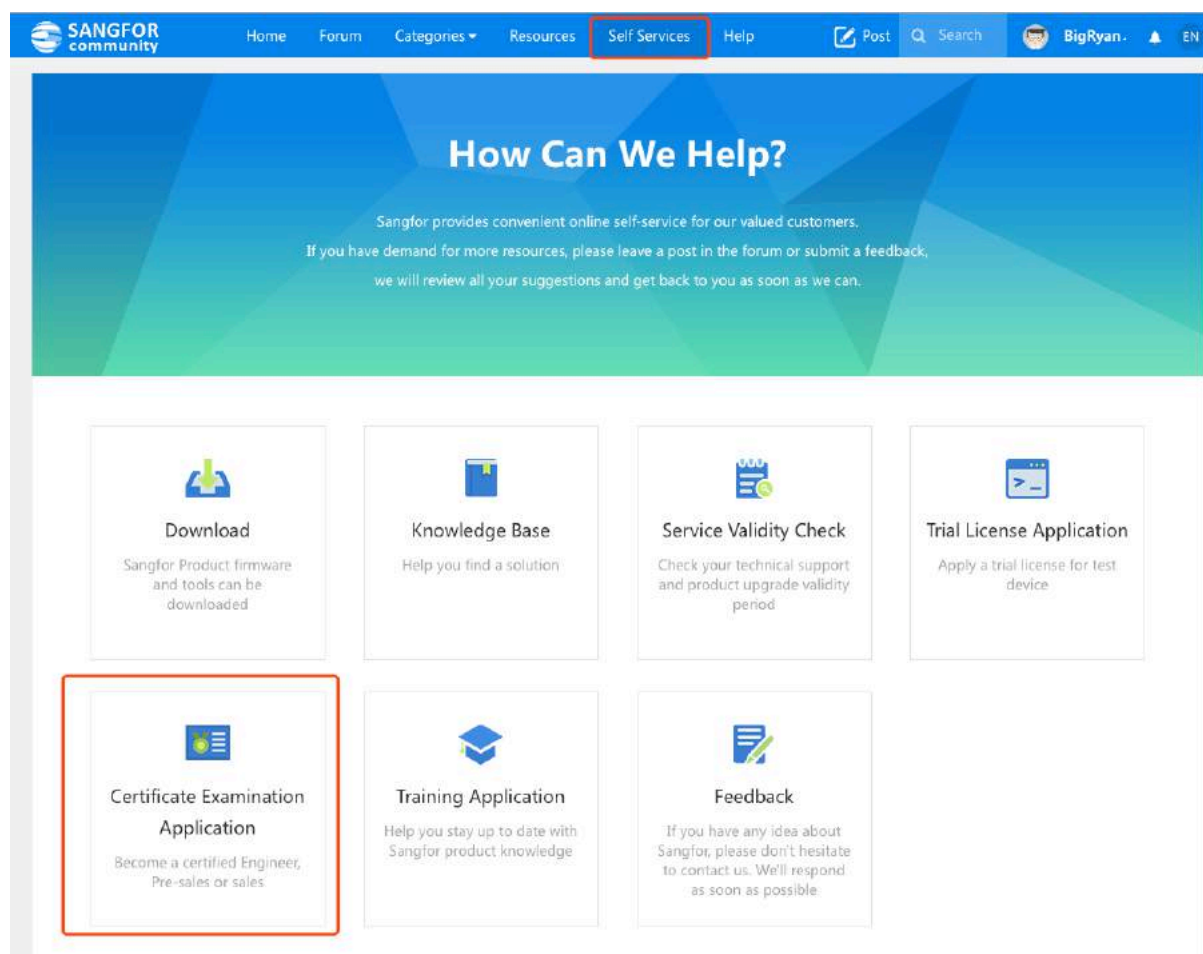 SANGFOR community
Home Forum Categories Resources Self Services Help Post Search BigRyan EN
How Can We Help?
Sangfor provides convenient online self-service for our valued customers.
If you have demand for more resources, please leave a post in the forum or submit a feedback,
we will review all your suggestions and get back to you as soon as we can.
Download
Sangfor Product firmware
and tools can be
downloaded
Knowledge Base
Help you find a solution
Service Validity Check
Check your technical support
and product upgrade validity
period
Trial License Application
Apply a trial license for test
device
Certificate Examination
Application
Become a certified Engineer,
Pre-sales or sales
Training Application
Help you stay up to date with
Sangfor product knowledge
Feedback
If you have any idea about
Sangfor, please don't hesitate
to contact us. We'll respond
as soon as possible